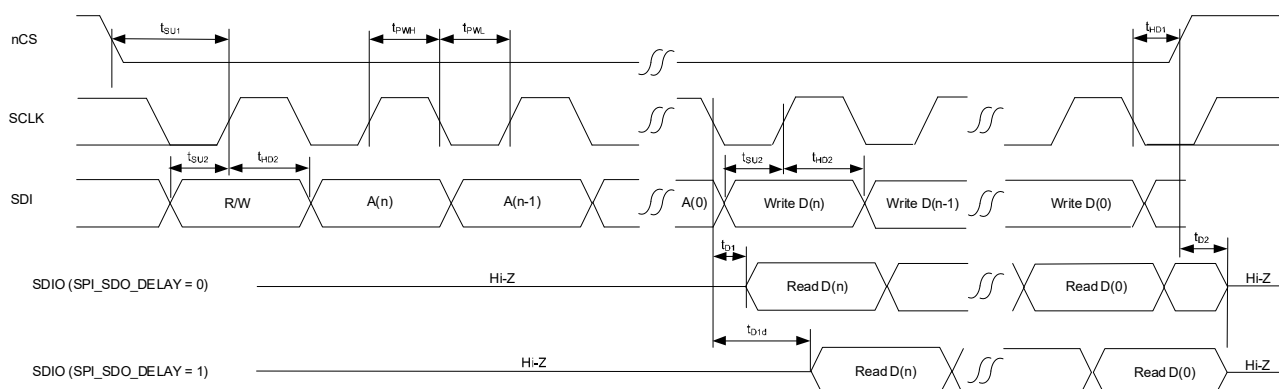 nCS tSU1 tPWH tPWL tHD1
SCLK
tSU2 tHD2 tSU2 tHD2
SDI R/W A(n) A(n-1) A(0) Write D(n) Write D(n-1) Write D(0)
tD1 tD2
SDIO (SPI_SDO_DELAY = 0) Hi-Z Read D(n) Read D(0) Hi-Z
tD1d
SDIO (SPI_SDO_DELAY = 1) Hi-Z Read D(n) Read D(0) Hi-Z